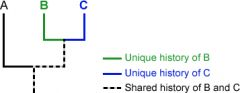 A B C
Unique history of B
Unique history of C
Shared history of B and C